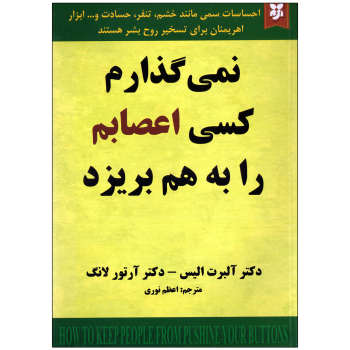 احساسات سمی مانند خشم، تنفر، حسادت و... ابزار
اهریمنان برای تسخیر روح بشر هستند
نمی‌گذارم
کسی اعصابم
را به هم بریزد
دکتر آلبرت الیس - دکتر آرتور لانگ
مترجم: اعظم نوری
HOW TO KEEP PEOPLE FROM PUSHING YOUR BUTTONS